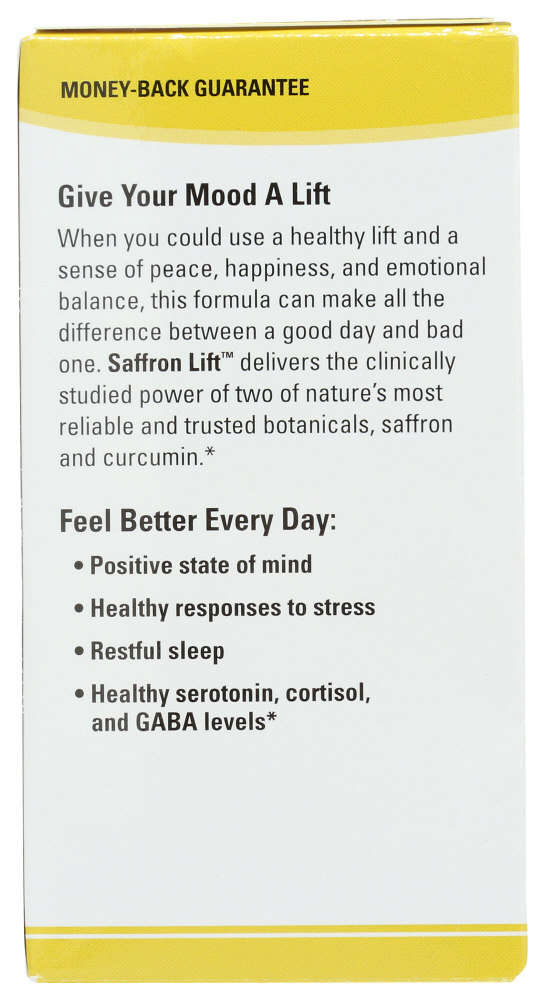 MONEY-BACK GUARANTEE
Give Your Mood A Lift
When you could use a healthy lift and a
sense of peace, happiness, and emotional
balance, this formula can make all the
difference between a good day and bad
one. Saffron Lift™ delivers the clinically
studied power of two of nature's most
reliable and trusted botanicals, saffron
and curcumin.*
Feel Better Every Day:
• Positive state of mind
• Healthy responses to stress
• Restful sleep
• Healthy serotonin, cortisol,
and GABA levels*